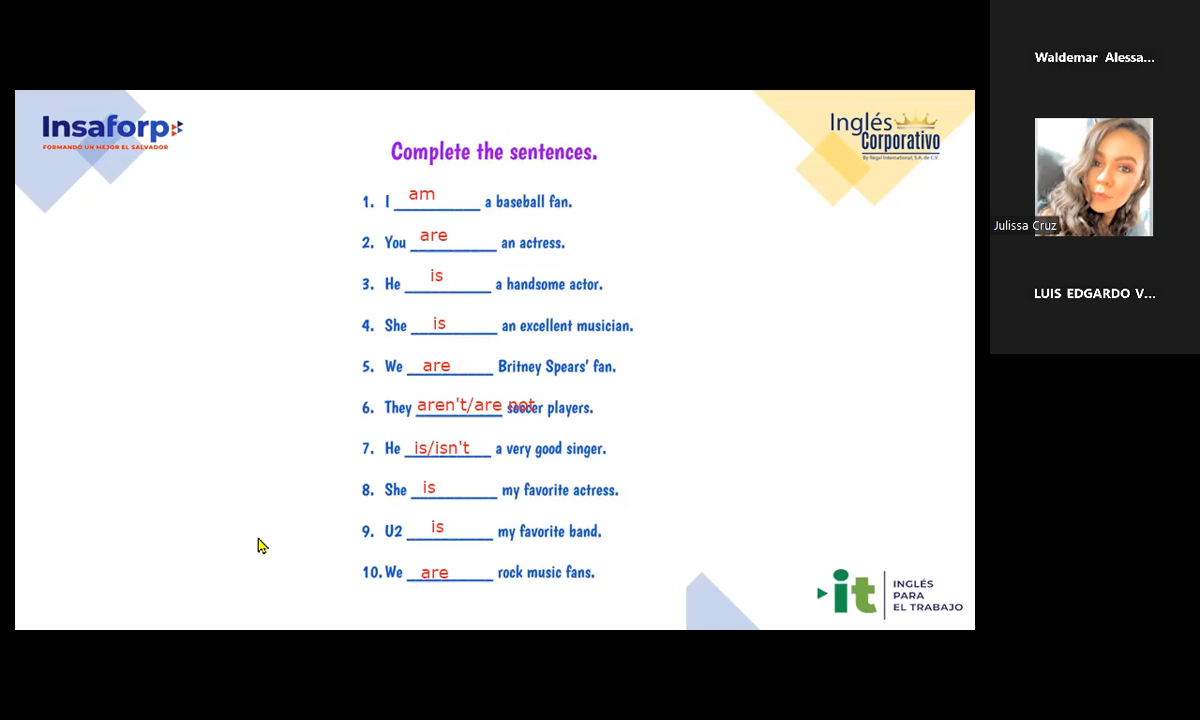 Waldemar Alessa...
Insaforp
FORMANDO UN MEJOR EL SALVADOR
Inglés
Corporativo
By Regal International, S.A. de C.V.
Complete the sentences.
1. I am a baseball fan.
2. You are an actress.
3. He is a handsome actor.
4. She is an excellent musician.
5. We are Britney Spears' fan.
6. They aren't/are not soccer players.
7. He is/isn't a very good singer.
8. She is my favorite actress.
9. U2 is my favorite band.
10. We are rock music fans.
Julissa Cruz
LUIS EDGARDO V...
it
INGLÉS
PARA
EL TRABAJO